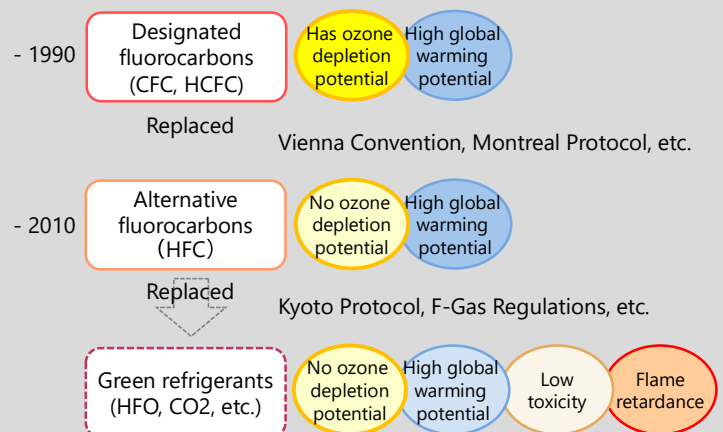 - 1990
Designated
fluorocarbons
(CFC, HCFC)
Has ozone
depletion
potential
High global
warming
potential
Replaced
Vienna Convention, Montreal Protocol, etc.
- 2010
Alternative
fluorocarbons
(HFC)
No ozone
depletion
potential
High global
warming
potential
Replaced
Kyoto Protocol, F-Gas Regulations, etc.
Green refrigerants
(HFO, CO2, etc.)
No ozone
depletion
potential
High global
warming
potential
Low
toxicity
Flame
retardance